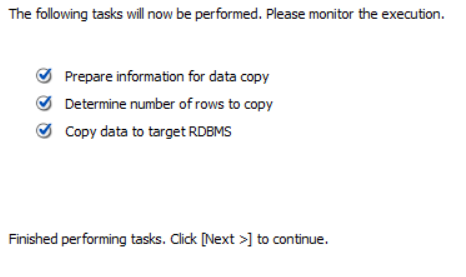 The following tasks will now be performed. Please monitor the execution.
Prepare information for data copy
Determine number of rows to copy
Copy data to target RDBMS
Finished performing tasks. Click [Next >] to continue.